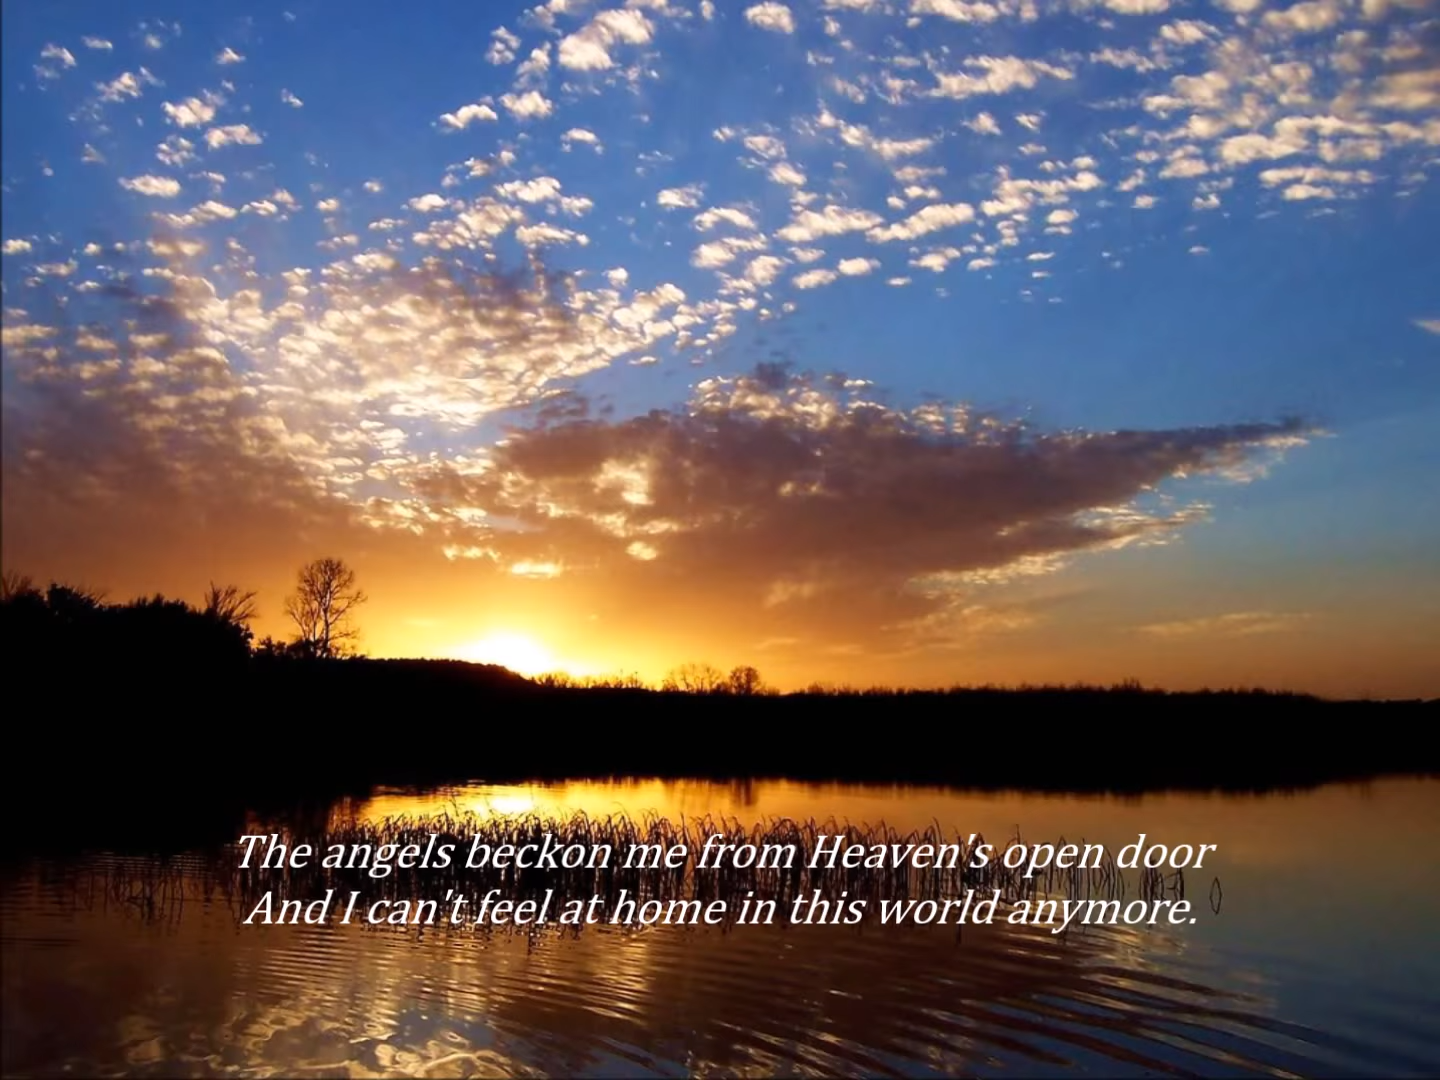 The angels beckon me from Heaven's open door
And I can't feel at home in this world anymore.